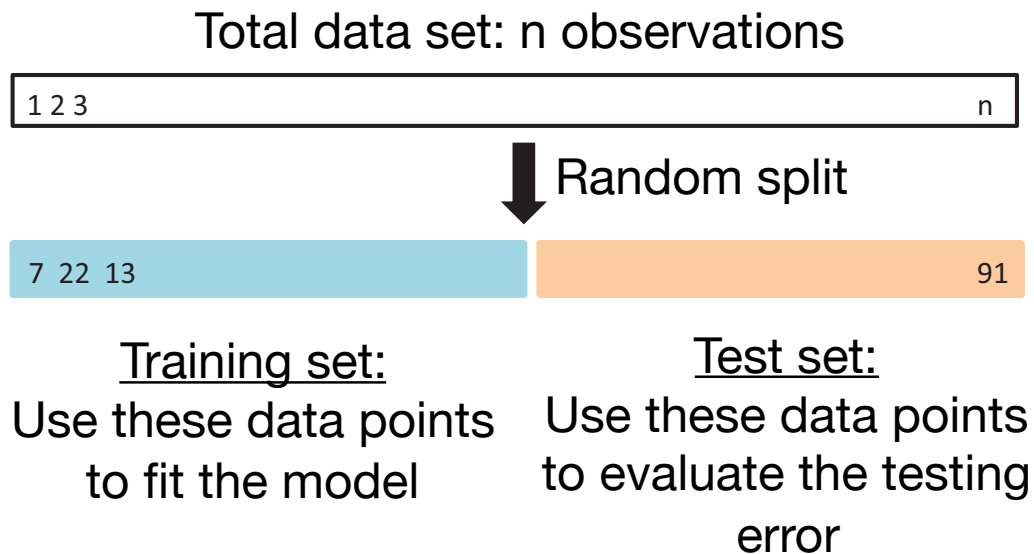 Total data set: n observations
1 2 3 n
Random split
7 22 13 91
Training set:
Use these data points
to fit the model
Test set:
Use these data points
to evaluate the testing
error